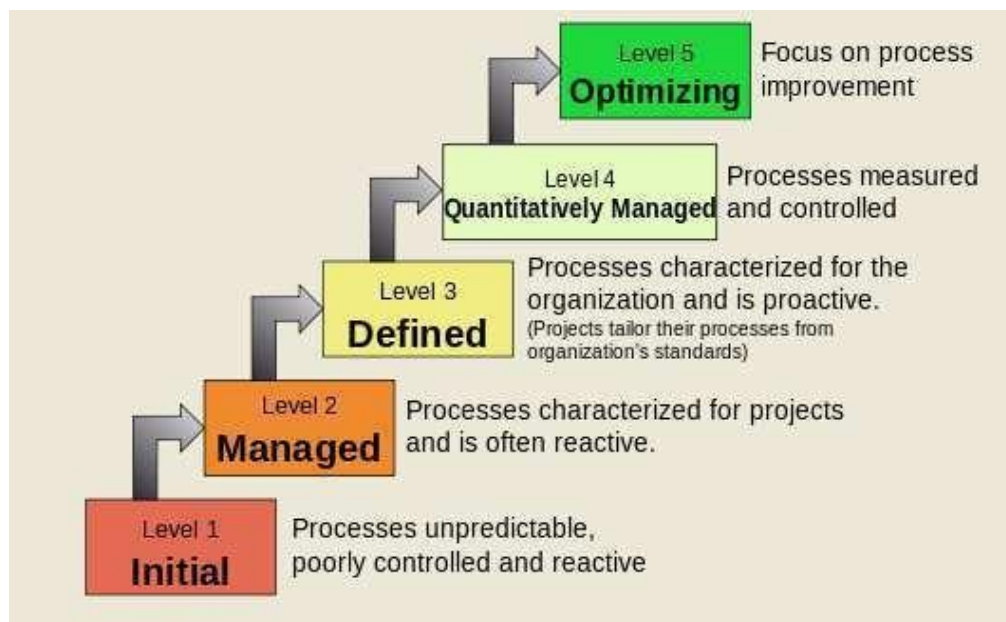 Level 5
Optimizing
Focus on process
improvement
Level 4
Quantitatively Managed
Processes measured
and controlled
Level 3
Defined
Processes characterized for the
organization and is proactive.
(Projects tailor their processes from
organization's standards)
Level 2
Managed
Processes characterized for projects
and is often reactive.
Level 1
Initial
Processes unpredictable,
poorly controlled and reactive